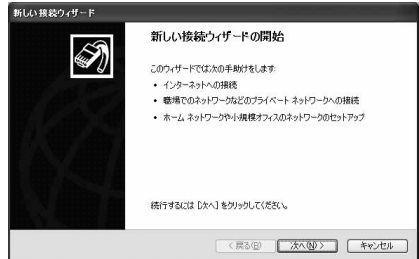 新しい接続ウィザード
新しい接続ウィザードの開始
このウィザードでは次の手助けをします:
• インターネットへの接続
• 職場でのネットワークなどのプライベート ネットワークへの接続
• ホーム ネットワークや小規模オフィスのネットワークのセットアップ
続行するには [次へ] をクリックしてください。
< 戻る(B) 次へ(N) > キャンセル